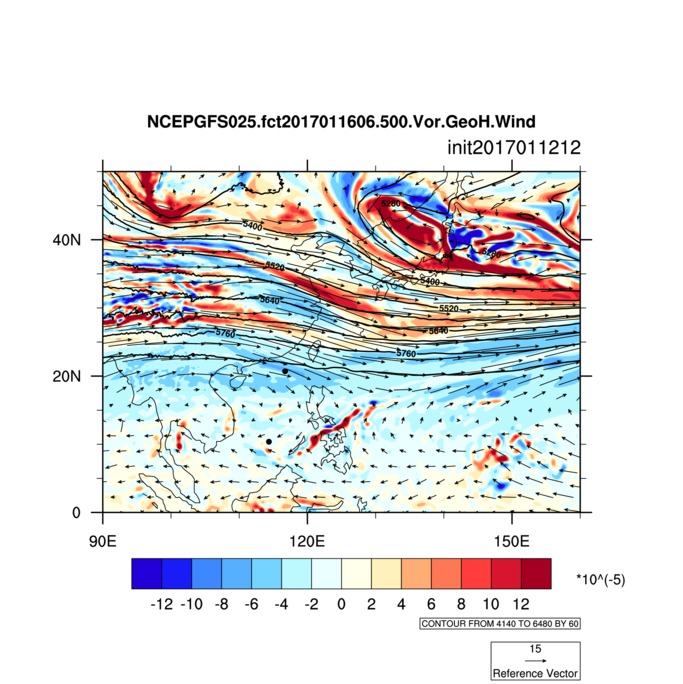 NCEPGFS025.fct2017011606.500.Vor.GeoH.Wind
init2017011212
5280
5400
40N
5280
5520
5400
5640
5520
5760
5640
5760
20N
0
90E 120E 150E
-12 -10 -8 -6 -4 -2 0 2 4 6 8 10 12
*10^(-5)
CONTOUR FROM 4140 TO 6480 BY 60
15
Reference Vector